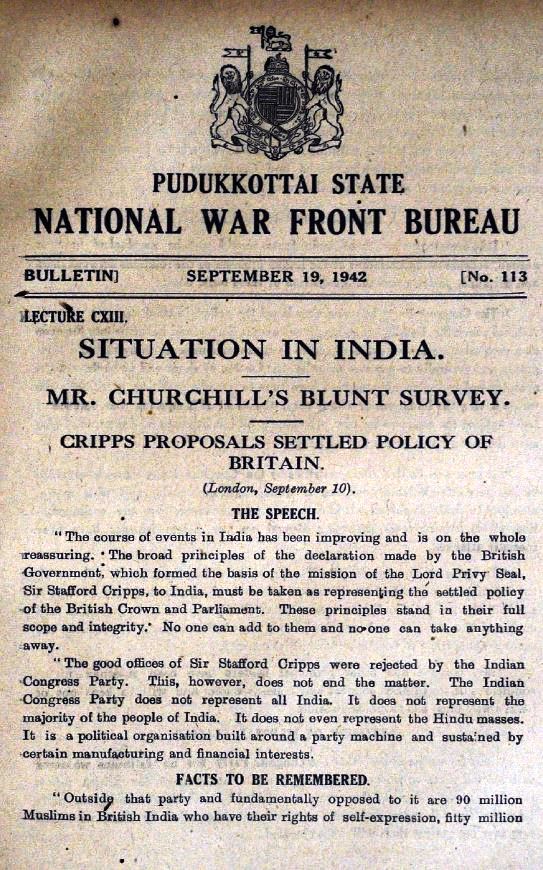 PUDUKKOTTAI STATE
NATIONAL WAR FRONT BUREAU
BULLETIN] SEPTEMBER 19, 1942 [No. 113
LECTURE CXIII.
SITUATION IN INDIA.
MR. CHURCHILL'S BLUNT SURVEY.
CRIPPS PROPOSALS SETTLED POLICY OF
BRITAIN.
(London, September 10).
THE SPEECH.
"The course of events in India has been improving and is on the whole
reassuring. The broad principles of the declaration made by the British
Government, which formed the basis of the mission of the Lord Privy Seal,
Sir Stafford Cripps, to India, must be taken as representing the settled policy
of the British Crown and Parliament. These principles stand in their full
scope and integrity. No one can add to them and no one can take anything
away.
"The good offices of Sir Stafford Cripps were rejected by the Indian
Congress Party. This, however, does not end the matter. The Indian
Congress Party does not represent all India. It does not represent the
majority of the people of India. It does not even represent the Hindu masses.
It is a political organisation built around a party machine and sustained by
certain manufacturing and financial interests.
FACTS TO BE REMEMBERED.
"Outside that party and fundamentally opposed to it are 90 million
Muslims in British India who have their rights of self-expression, fifty million